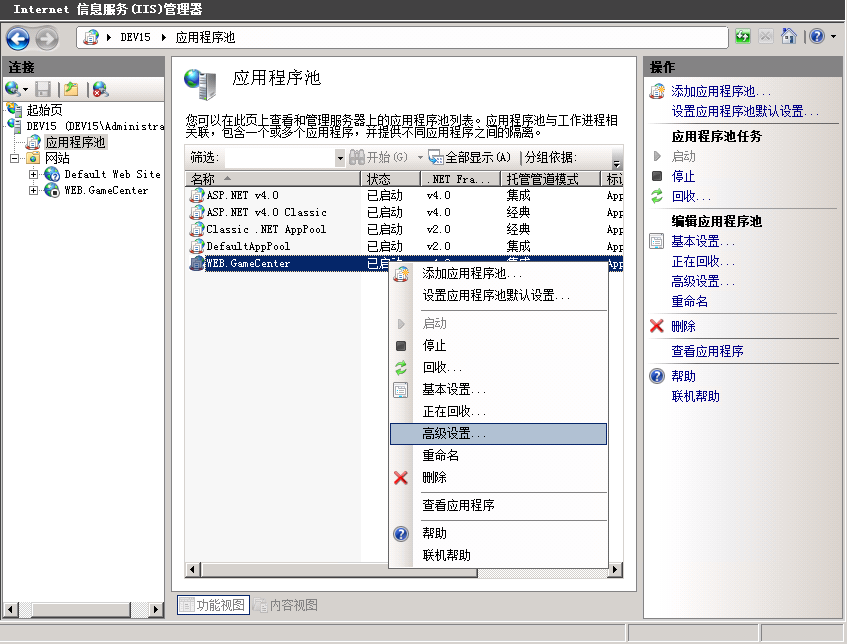 Internet 信息服务(IIS)管理器
DEV15
应用程序池
连接
起始页
DEV15 (DEV15\Administra
应用程序池
网站
Default Web Site
WEB.GameCenter
应用程序池
您可以在此页上查看和管理服务器上的应用程序池列表。应用程序池与工作进程相
关联，包含一个或多个应用程序，并提供不同应用程序之间的隔离。
筛选:
开始(G)
全部显示(A)
分组依据:
名称 状态 .NET Fra... 托管管道模式 标识
ASP.NET v4.0 已启动 v4.0 集成 App
ASP.NET v4.0 Classic 已启动 v4.0 经典 App
Classic .NET AppPool 已启动 v2.0 经典 App
DefaultAppPool 已启动 v2.0 集成 App
WEB.GameCenter 已启动 v4.0 集成 App
添加应用程序池...
设置应用程序池默认设置...
启动
停止
回收...
基本设置...
正在回收...
高级设置...
重命名
删除
查看应用程序
帮助
联机帮助
功能视图
内容视图
操作
添加应用程序池...
设置应用程序池默认设置...
应用程序池任务
启动
停止
回收...
编辑应用程序池
基本设置...
正在回收...
高级设置...
重命名
删除
查看应用程序
帮助
联机帮助